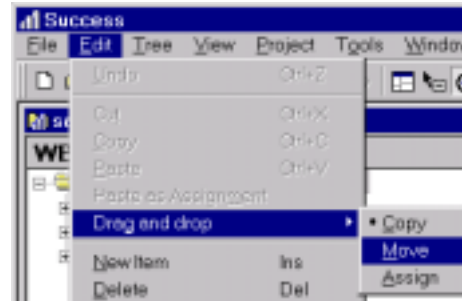 Success
File Edit Tree View Project Tools Window
Undo Ctrl+Z
Cut Ctrl+X
WE
Copy Ctrl+C
Paste Ctrl+V
Paste as Assignment
Drag and drop • Copy
Move
New Item Ins
Assign
Delete Del